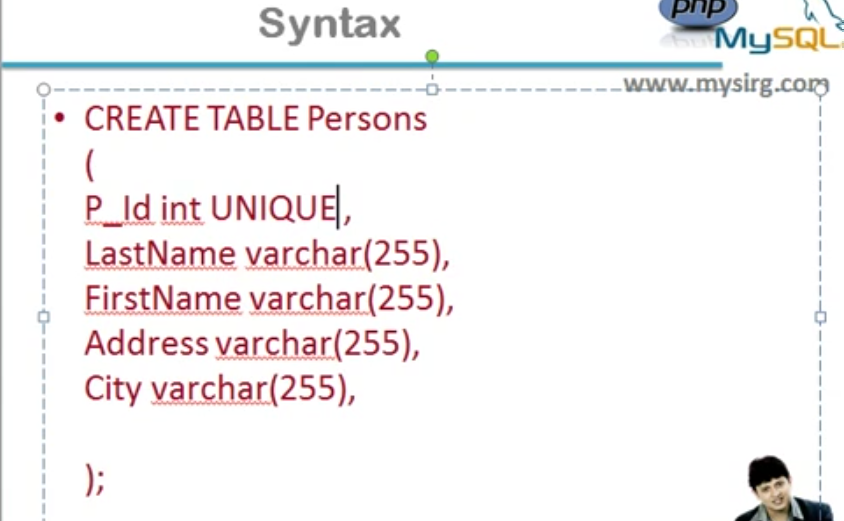 Syntax
php
MySQL
www.mysirg.com
• CREATE TABLE Persons
(
P_Id int UNIQUE,
LastName varchar(255),
FirstName varchar(255),
Address varchar(255),
City varchar(255),
);